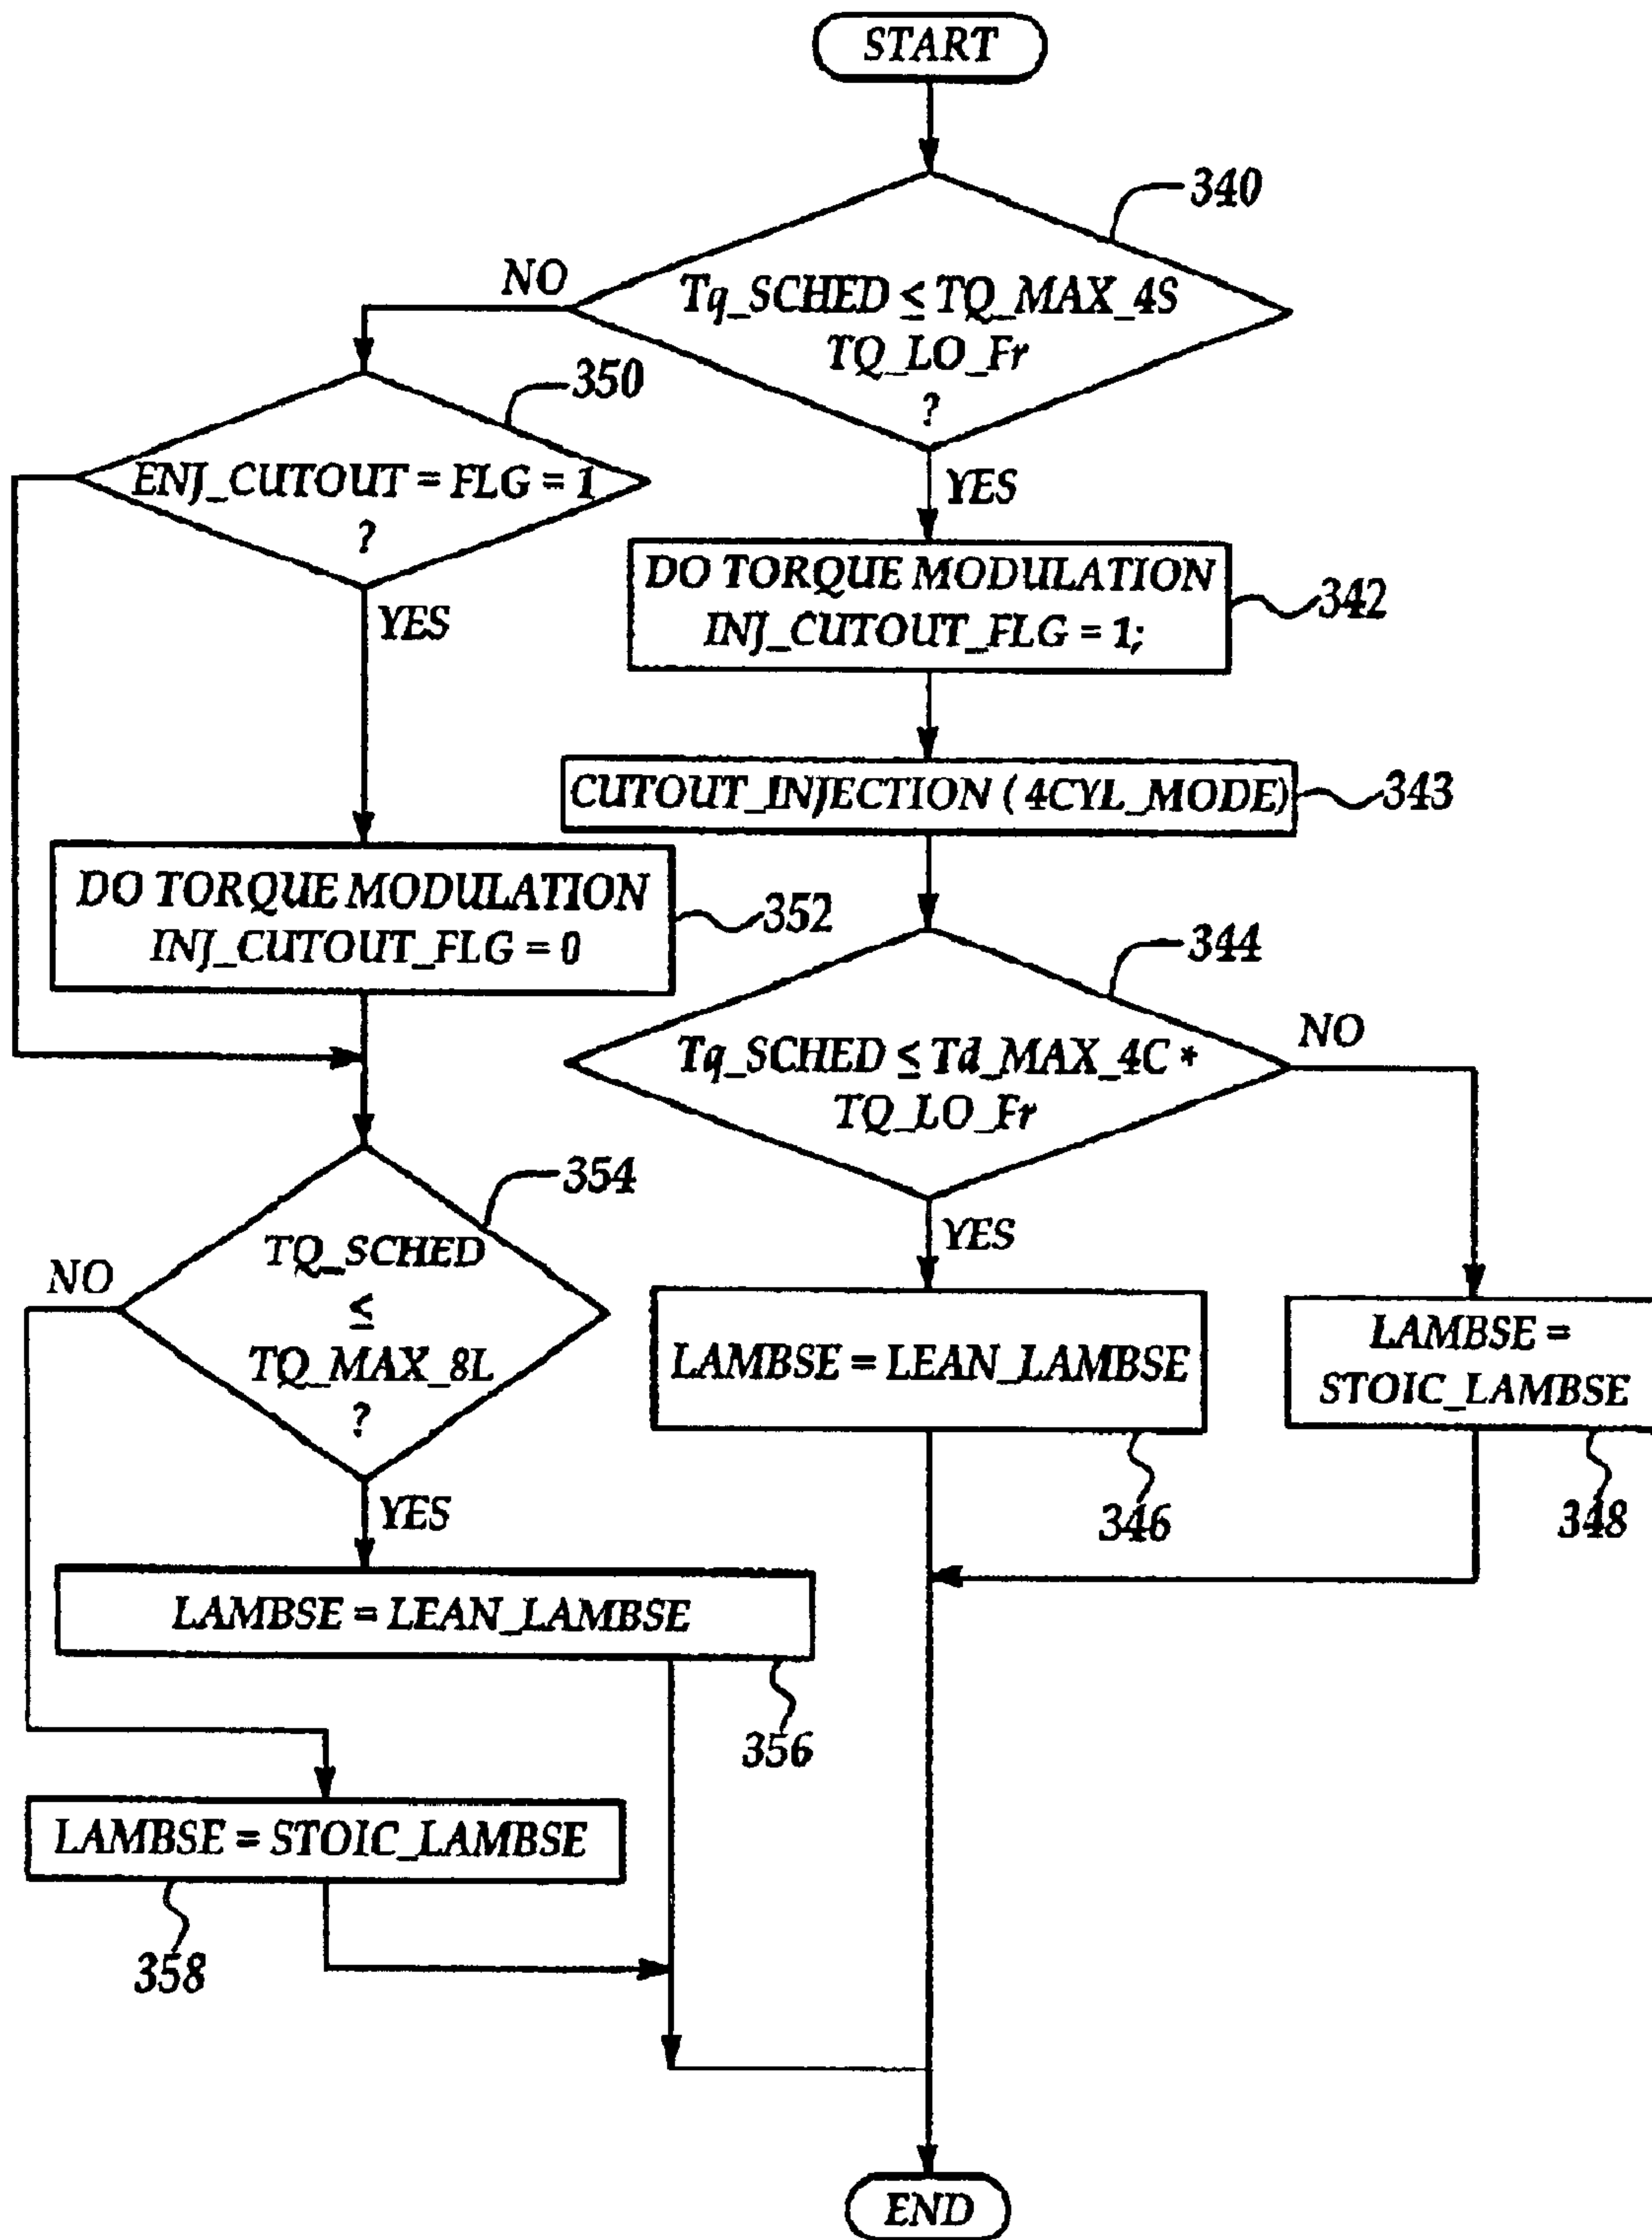 START
340
Tq_SCHED ≤ TQ_MAX_4S
TQ_LO_Fr
?
NO
YES
350
ENJ_CUTOUT = FLG = 1
?
YES
DO TORQUE MODULATION
INJ_CUTOUT_FLG = 1;
342
CUTOUT_INJECTION ( 4CYL_MODE)
343
DO TORQUE MODULATION
INJ_CUTOUT_FLG = 0
352
344
Tq_SCHED ≤ Td_MAX_4C *
TQ_LO_Fr
NO
YES
354
TQ_SCHED
≤
TQ_MAX_8L
?
NO
YES
LAMBSE = LEAN_LAMBSE
346
LAMBSE =
STOIC_LAMBSE
348
LAMBSE = LEAN_LAMBSE
356
LAMBSE = STOIC_LAMBSE
358
END